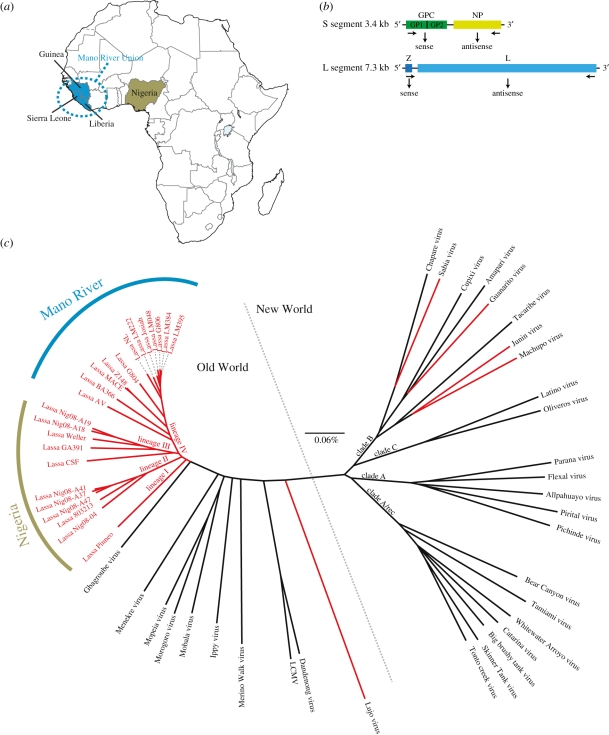 (a)
Guinea
Mano River Union
Nigeria
Sierra Leone
Liberia
(b)
GPC
NP
S segment 3.4 kb
5′
GP1
GP2
3′
sense
antisense
Z
L
L segment 7.3 kb
5′
3′
sense
antisense
(c)
Mano River
Nigeria
New World
Old World
0.06%
Lassa NL
Lassa LM222
Lassa Josiah
Lassa LM048
Lassa G806
Lassa LM384
Lassa LM395
Lassa G804
Lassa Z148
Lassa MACE
Lassa BA366
Lassa AV
lineage IV
Lassa Nig08-A19
Lassa Nig08-A18
Lassa Weller
Lassa GA391
lineage III
Lassa CSF
Lassa Nig08-A41
Lassa Nig08-A37
Lassa Nig08-A47
Lassa 803213
Lassa Nig08-04
lineage II
Lassa Pinneo
lineage I
Gbagroube virus
Menekre virus
Mopeia virus
Morogoro virus
Mobala virus
Ippy virus
Merino Walk virus
LCMV
Dandenong virus
Lujo virus
Chapare virus
Sabia virus
Cupixi virus
Amapari virus
Guanarito virus
Tacaribe virus
Junin virus
Machupo virus
clade B
Latino virus
Oliveros virus
clade C
Parana virus
Flexal virus
Allpahuayo virus
Pirital virus
Pichinde virus
clade A
clade A/rec
Bear Canyon virus
Tamiami virus
Whitewater Arroyo virus
Catarina virus
Big brushy tank virus
Skinner Tank virus
Tonto creek virus